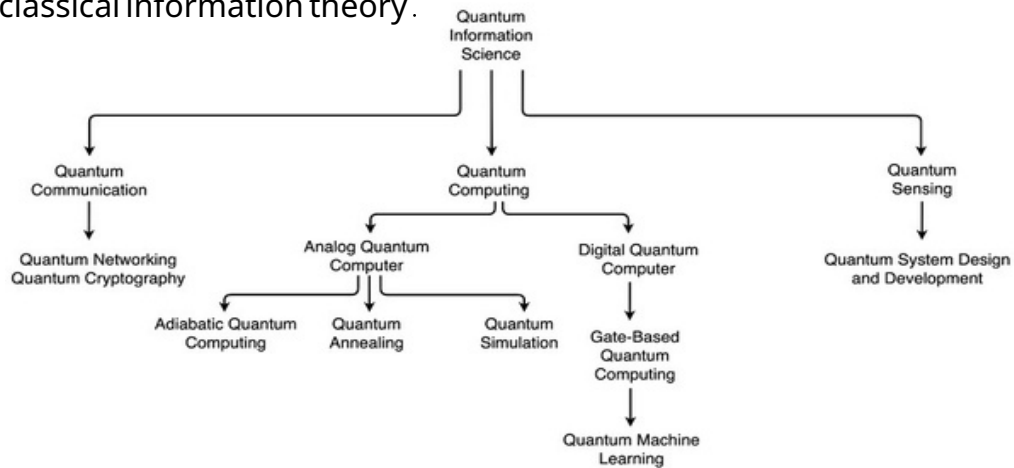 classical information theory.
Quantum
Information
Science
Quantum
Communication
Quantum
Computing
Quantum
Sensing
Quantum Networking
Quantum Cryptography
Analog Quantum
Computer
Digital Quantum
Computer
Quantum System Design
and Development
Adiabatic Quantum
Computing
Quantum
Annealing
Quantum
Simulation
Gate-Based
Quantum
Computing
Quantum Machine
Learning